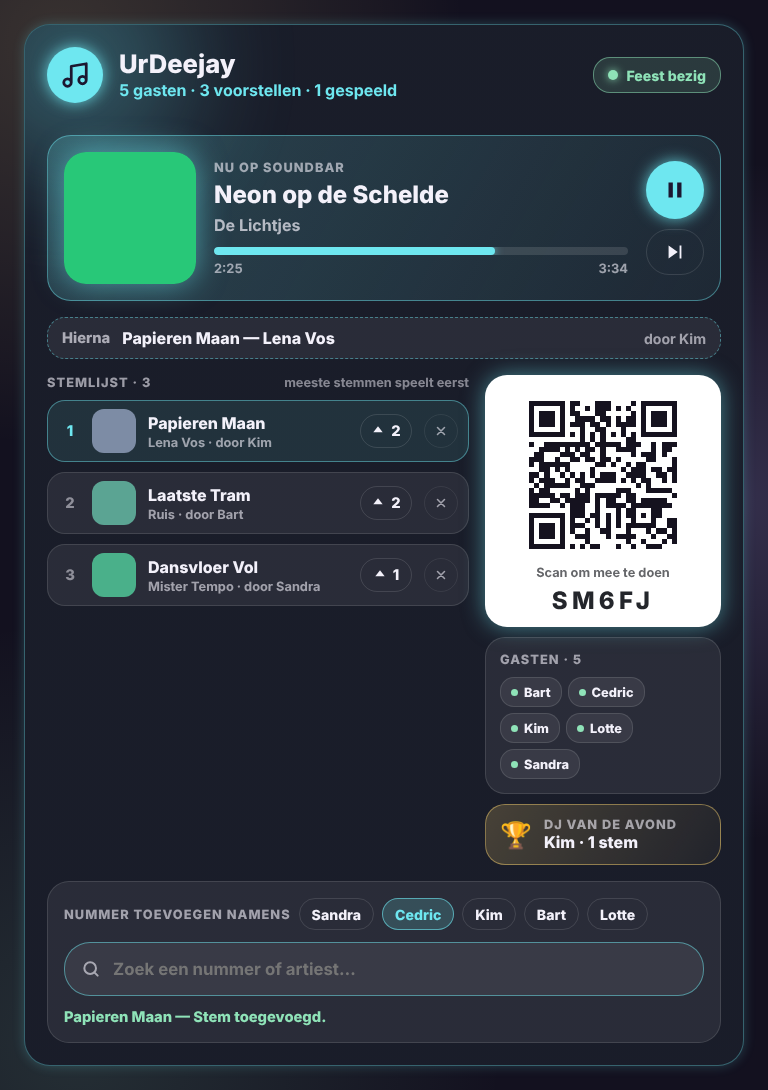 UrDeejay
5 gasten · 3 voorstellen · 1 gespeeld
Feest bezig
NU OP SOUNDBAR
Neon op de Schelde
De Lichtjes
2:25
3:34
Hierna Papieren Maan — Lena Vos
door Kim
STEMLIJST · 3
meeste stemmen speelt eerst
1
Papieren Maan
Lena Vos · door Kim
2
2
Laatste Tram
Ruis · door Bart
2
3
Dansvloer Vol
Mister Tempo · door Sandra
1
Scan om mee te doen
SM6FJ
GASTEN · 5
Bart
Cedric
Kim
Lotte
Sandra
DJ VAN DE AVOND
Kim · 1 stem
NUMMER TOEVOEGEN NAMENS Sandra Cedric Kim Bart Lotte
Zoek een nummer of artiest...
Papieren Maan — Stem toegevoegd.